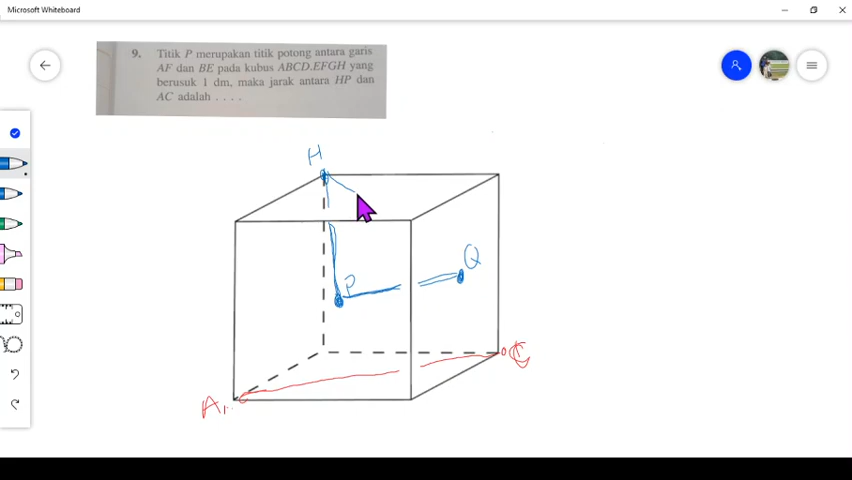 Microsoft Whiteboard
9. Titik P merupakan titik potong antara garis
AF dan BE pada kubus ABCD.EFGH yang
berusuk 1 dm, maka jarak antara HP dan
AC adalah . . . .
H
Q
P
C
A